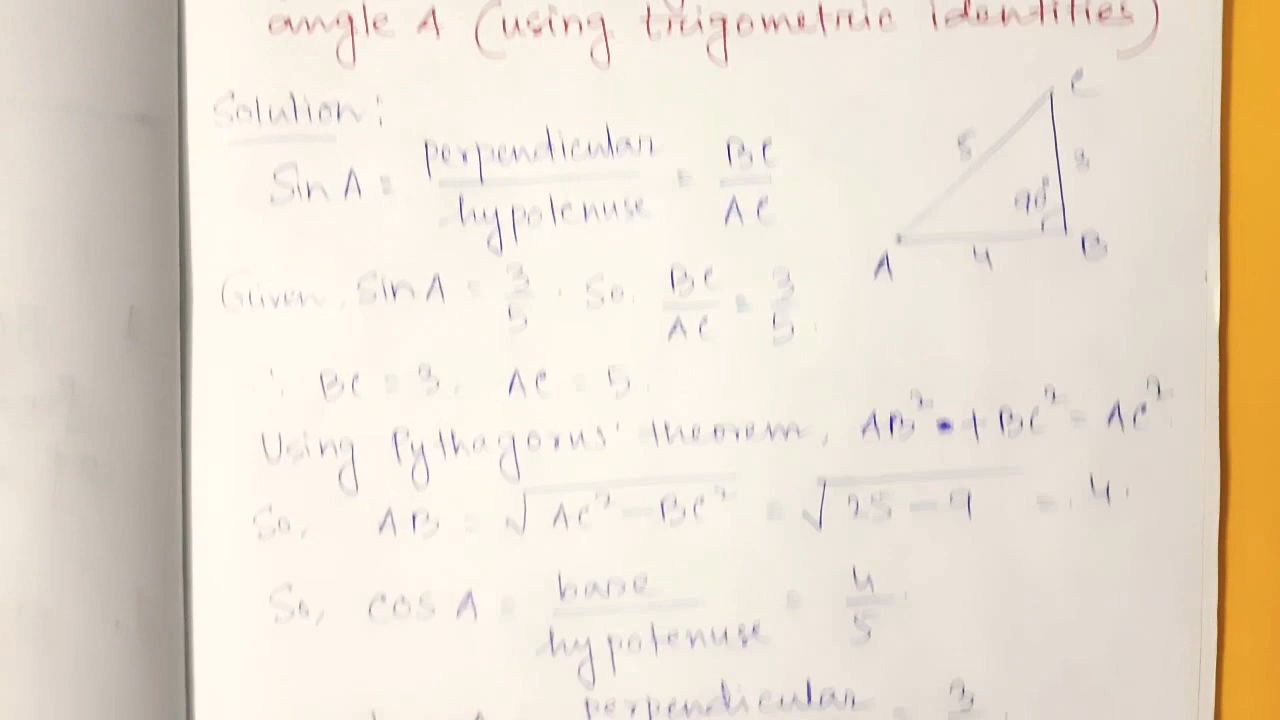 angle A (using trigometric identities)
Solution:
Sin A = perpendicular / hypotenuse = BC / AC
C
5
3
90°
A
4
B
Given, Sin A = 3/5 . So. BC/AC = 3/5.
∴ BC = 3, AC = 5.
Using Pythagorus' theorem, AB² + BC² = AC².
So, AB = √(AC² - BC²) = √(25 - 9) = 4.
So, cos A = base / hypotenuse = 4/5.
perpendicular = 3